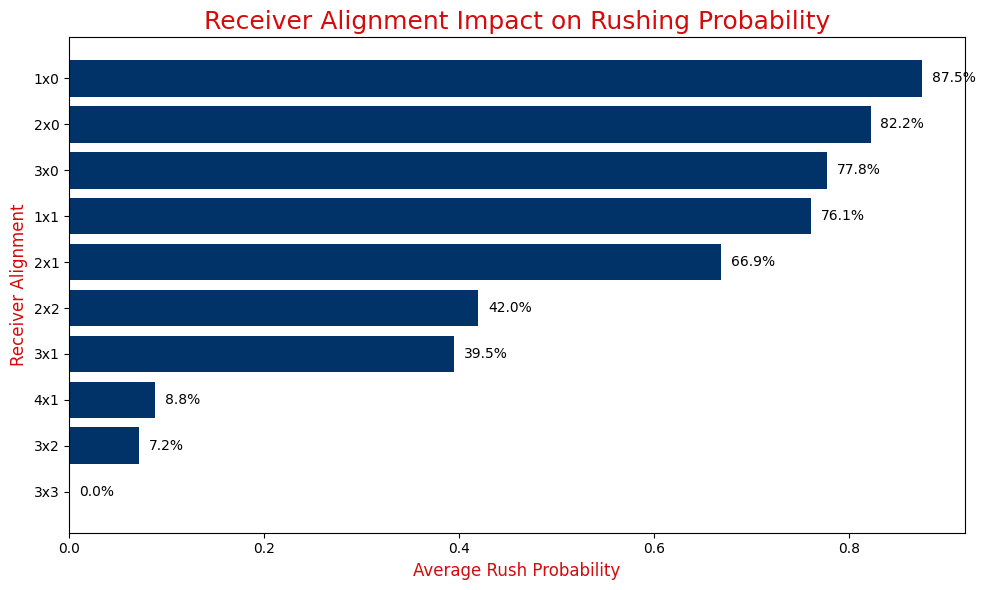 Receiver Alignment Impact on Rushing Probability
Receiver Alignment
1x0 87.5%
2x0 82.2%
3x0 77.8%
1x1 76.1%
2x1 66.9%
2x2 42.0%
3x1 39.5%
4x1 8.8%
3x2 7.2%
3x3 0.0%
0.0 0.2 0.4 0.6 0.8
Average Rush Probability